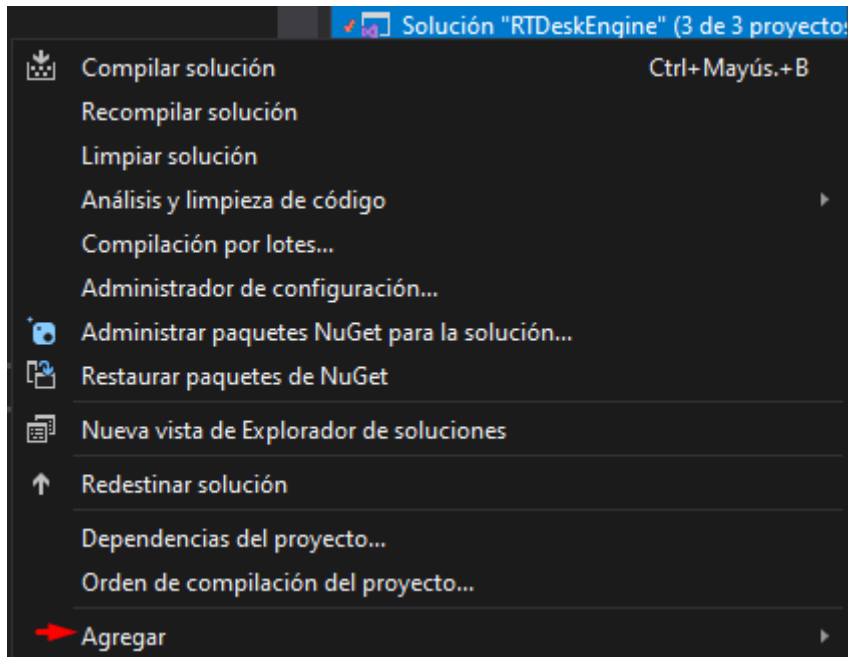 Solución "RTDeskEngine" (3 de 3 proyectos
Compilar solución Ctrl+Mayús.+B
Recompilar solución
Limpiar solución
Análisis y limpieza de código
Compilación por lotes...
Administrador de configuración...
Administrar paquetes NuGet para la solución...
Restaurar paquetes de NuGet
Nueva vista de Explorador de soluciones
Redestinar solución
Dependencias del proyecto...
Orden de compilación del proyecto...
Agregar